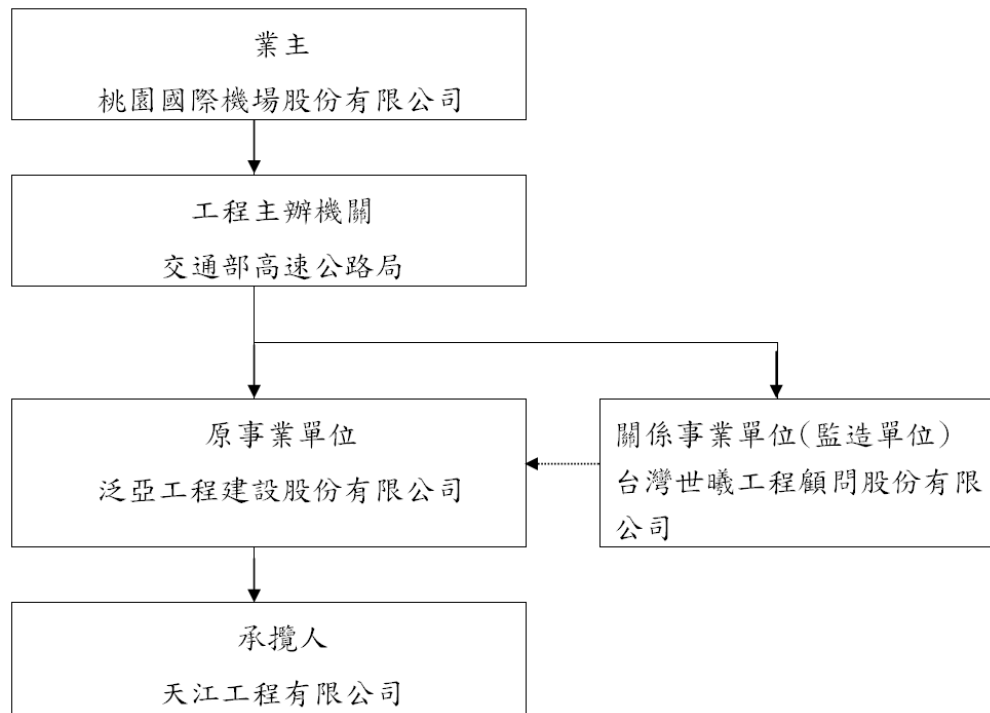 業主
桃園國際機場股份有限公司
工程主辦機關
交通部高速公路局
原事業單位
泛亞工程建設股份有限公司
關係事業單位(監造單位)
台灣世曦工程顧問股份有限
公司
承攬人
天江工程有限公司